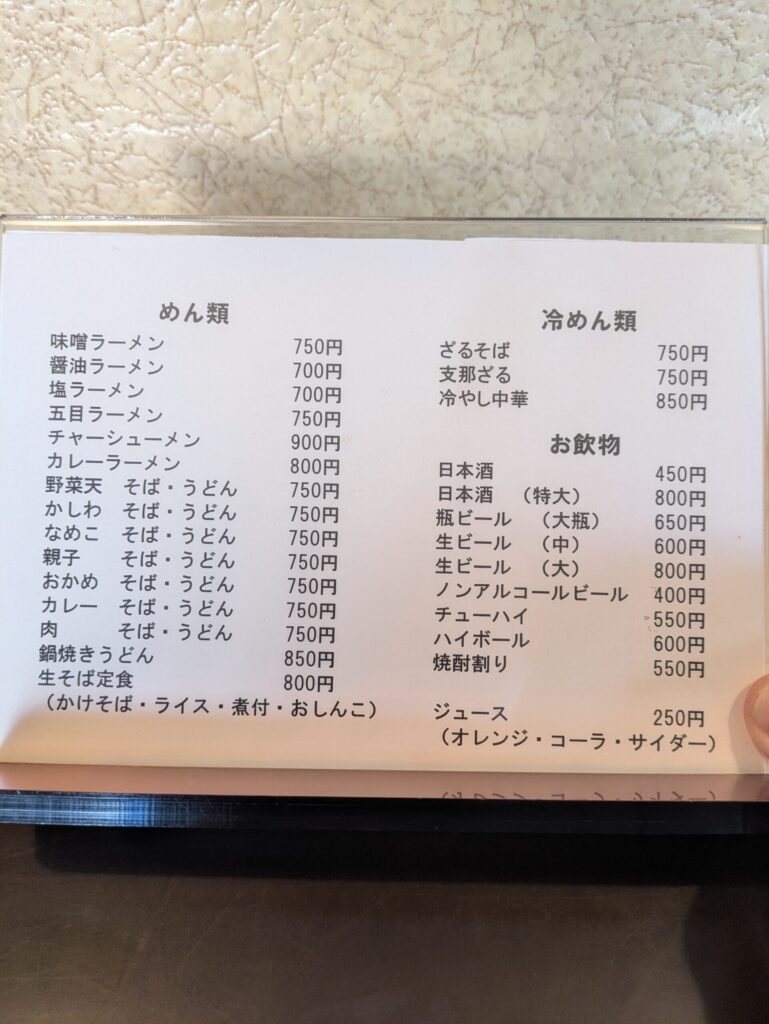 めん類
味噌ラーメン 750円
醤油ラーメン 700円
塩ラーメン 700円
五目ラーメン 750円
チャーシューメン 900円
カレーラーメン 800円
野菜天 そば・うどん 750円
かしわ そば・うどん 750円
なめこ そば・うどん 750円
親子 そば・うどん 750円
おかめ そば・うどん 750円
カレー そば・うどん 750円
肉 そば・うどん 750円
鍋焼きうどん 850円
生そば定食 800円
（かけそば・ライス・煮付・おしんこ）
冷めん類
ざるそば 750円
支那ざる 750円
冷やし中華 850円
お飲物
日本酒 450円
日本酒 （特大） 800円
瓶ビール （大瓶） 650円
生ビール （中） 600円
生ビール （大） 800円
ノンアルコールビール 400円
チューハイ 550円
ハイボール 600円
焼酎割り 550円
ジュース 250円
（オレンジ・コーラ・サイダー）